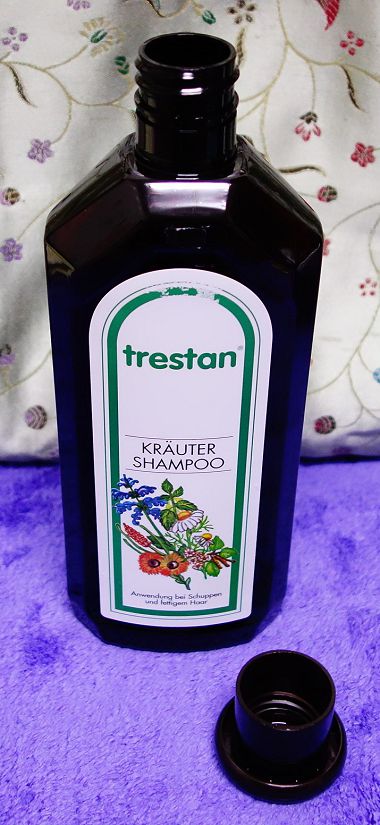 trestan®
KRÄUTER
SHAMPOO
Anwendung bei Schuppen
und fettigem Haar